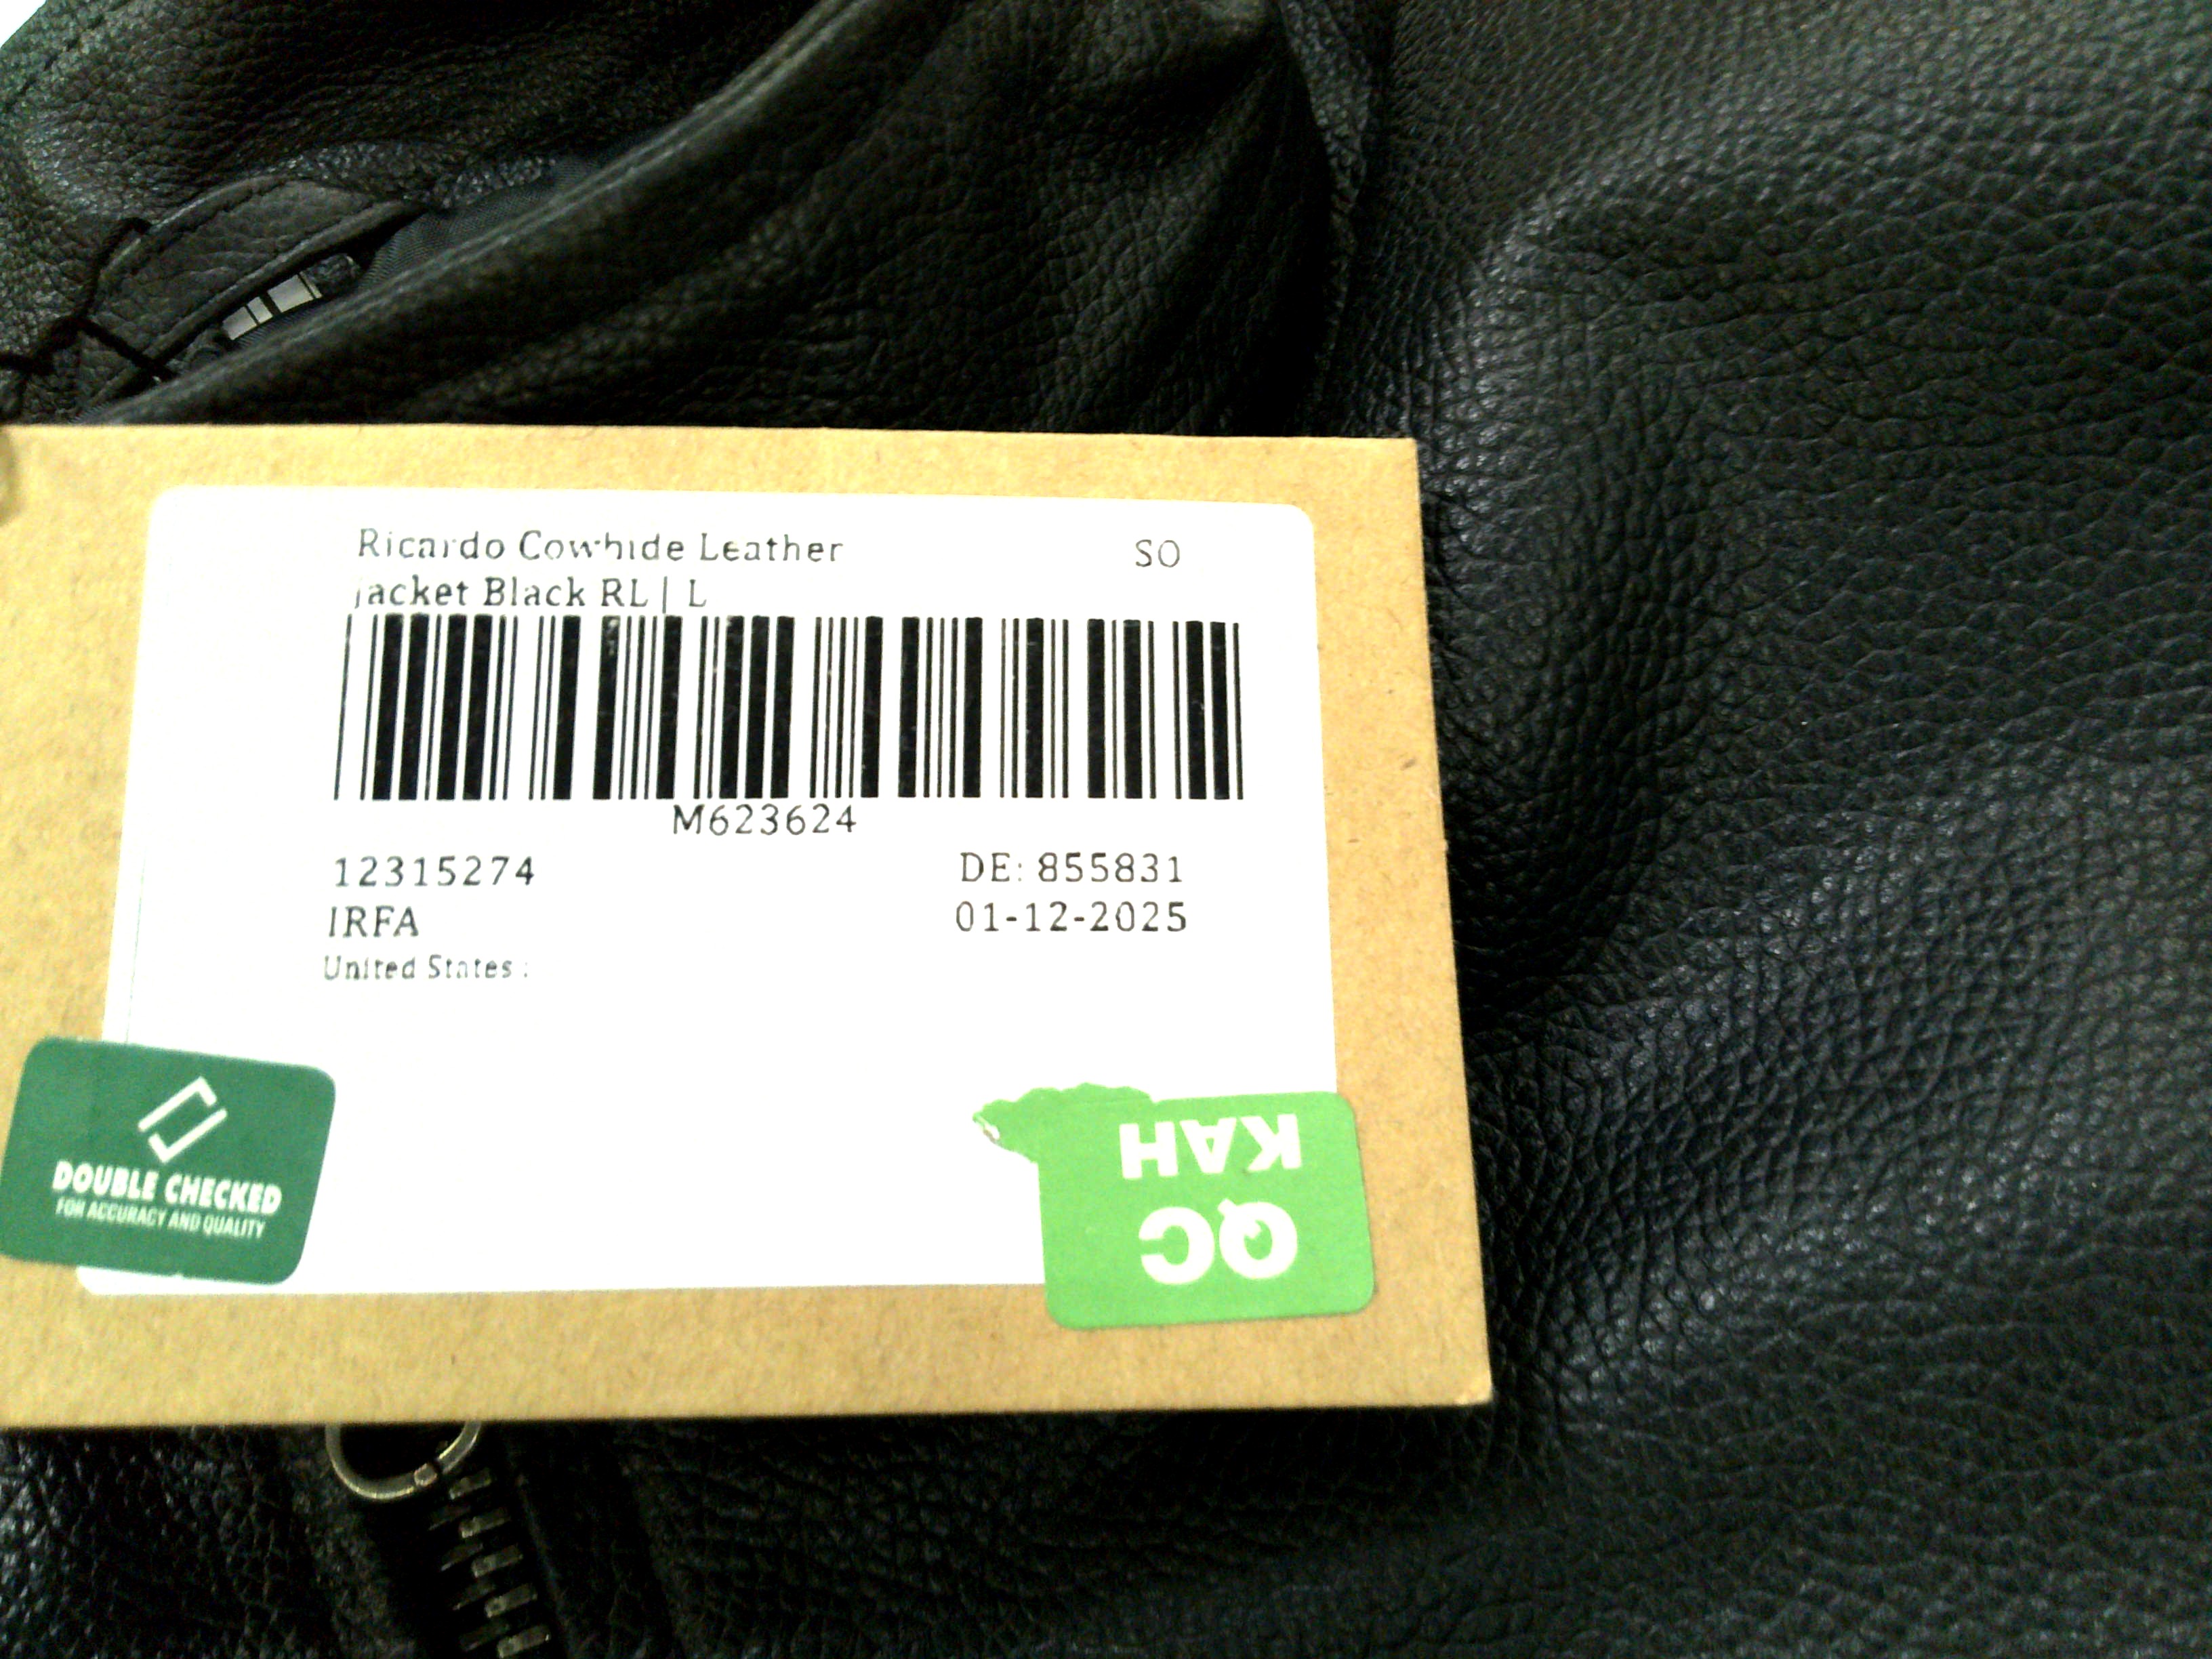 Ricardo Cowhide Leather SO
jacket Black RL | L
M623624
12315274 DE: 855831
IRFA 01-12-2025
United States :
DOUBLE CHECKED
FOR ACCURACY AND QUALITY
QC
KAH